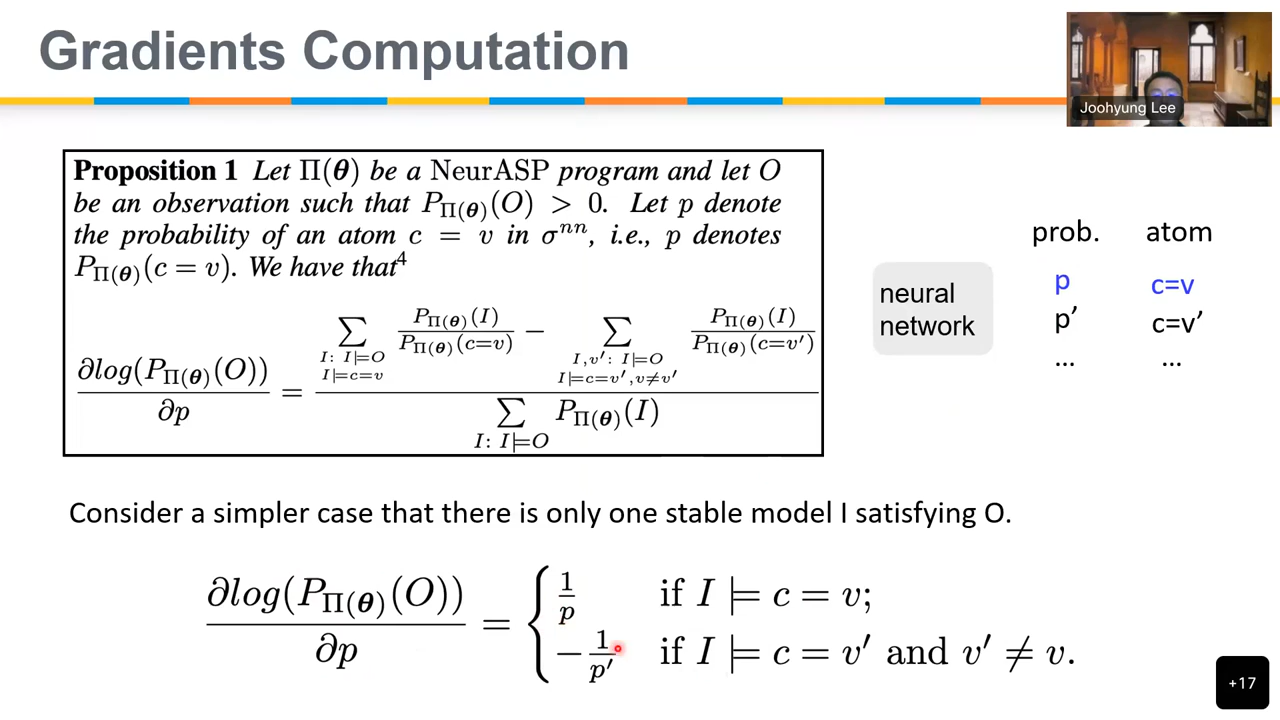 Gradients Computation
Joohyung Lee
Proposition 1 Let Π(θ) be a NeurASP program and let O
be an observation such that P_Π(θ)(O) > 0. Let p denote
the probability of an atom c = v in σ^nn, i.e., p denotes
P_Π(θ)(c = v). We have that⁴
∂log(P_Π(θ)(O)) / ∂p = ( ∑_{I: I⊨O, I⊨c=v} P_Π(θ)(I) / P_Π(θ)(c=v) − ∑_{I,v′: I⊨O, I⊨c=v′,v≠v′} P_Π(θ)(I) / P_Π(θ)(c=v′) ) / ∑_{I: I⊨O} P_Π(θ)(I)
prob. atom
neural
network
p c=v
p’ c=v’
... ...
Consider a simpler case that there is only one stable model I satisfying O.
∂log(P_Π(θ)(O)) / ∂p = {
1/p if I ⊨ c = v;
−1/p′ if I ⊨ c = v′ and v′ ≠ v.
+17